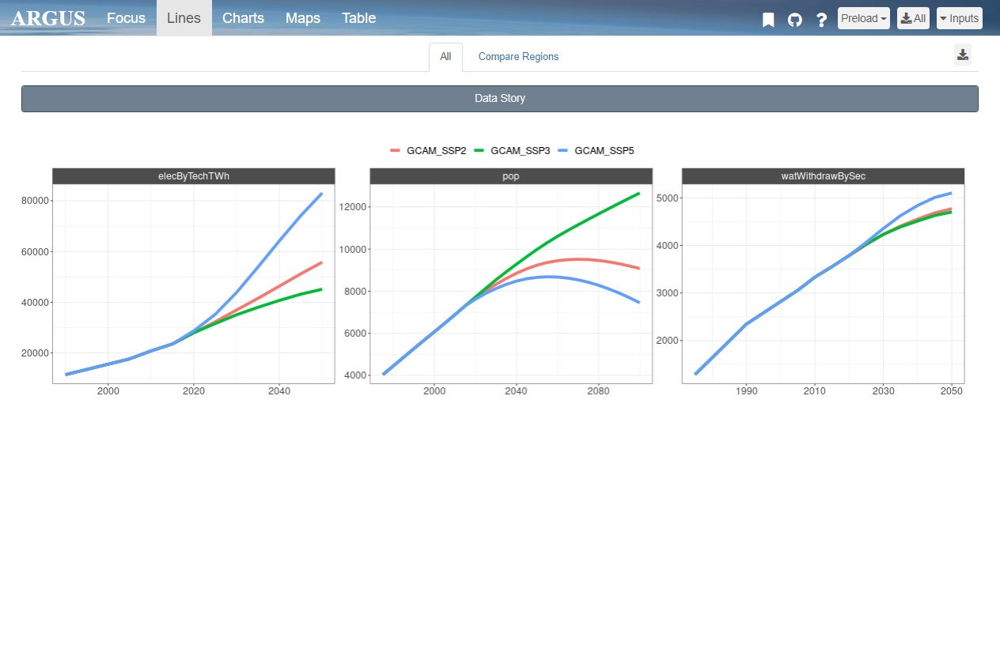 ARGUS Focus Lines Charts Maps Table Preload All Inputs
All Compare Regions
Data Story
GCAM_SSP2 GCAM_SSP3 GCAM_SSP5
elecByTechTWh
80000
60000
40000
20000
2000 2020 2040
pop
12000
10000
8000
6000
4000
2000 2040 2080
watWithdrawBySec
5000
4000
3000
2000
1990 2010 2030 2050